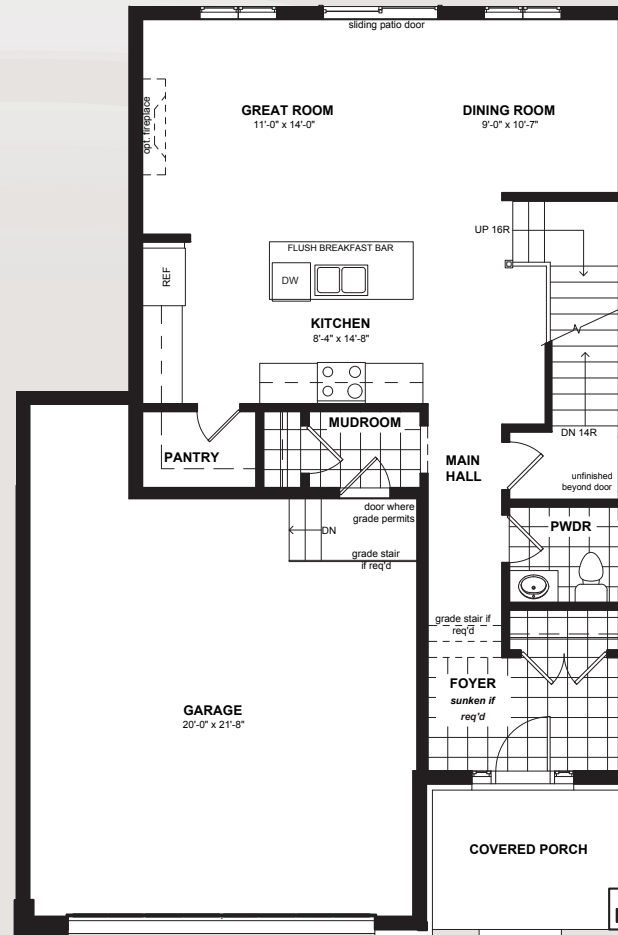 sliding patio door
GREAT ROOM
11'-0" x 14'-0"
DINING ROOM
9'-0" x 10'-7"
opt. fireplace
UP 16R
FLUSH BREAKFAST BAR
REF
DW
KITCHEN
8'-4" x 14'-8"
MUDROOM
PANTRY
MAIN
HALL
DN 14R
unfinished
beyond door
door where
grade permits
DN
grade stair
if req'd
PWDR
grade stair if
req'd
FOYER
sunken if
req'd
GARAGE
20'-0" x 21'-8"
COVERED PORCH